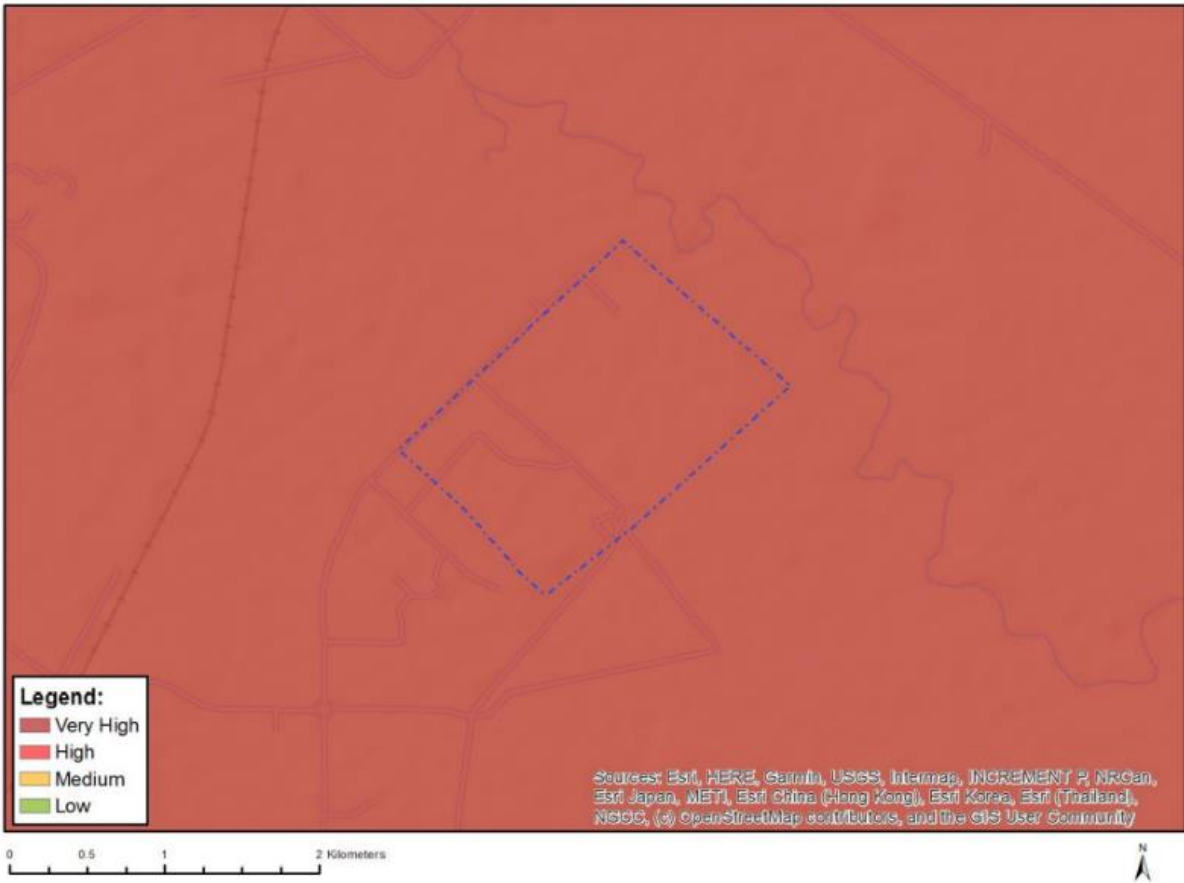 Legend:
Very High
High
Medium
Low
Sources: Esri, HERE, Garmin, USGS, Intermap, INCREMENT P, NRCan,
Esri Japan, METI, Esri China (Hong Kong), Esri Korea, Esri (Thailand),
NGCC, (c) OpenStreetMap contributors, and the GIS User Community
0 0.5 1 2 Kilometers
N